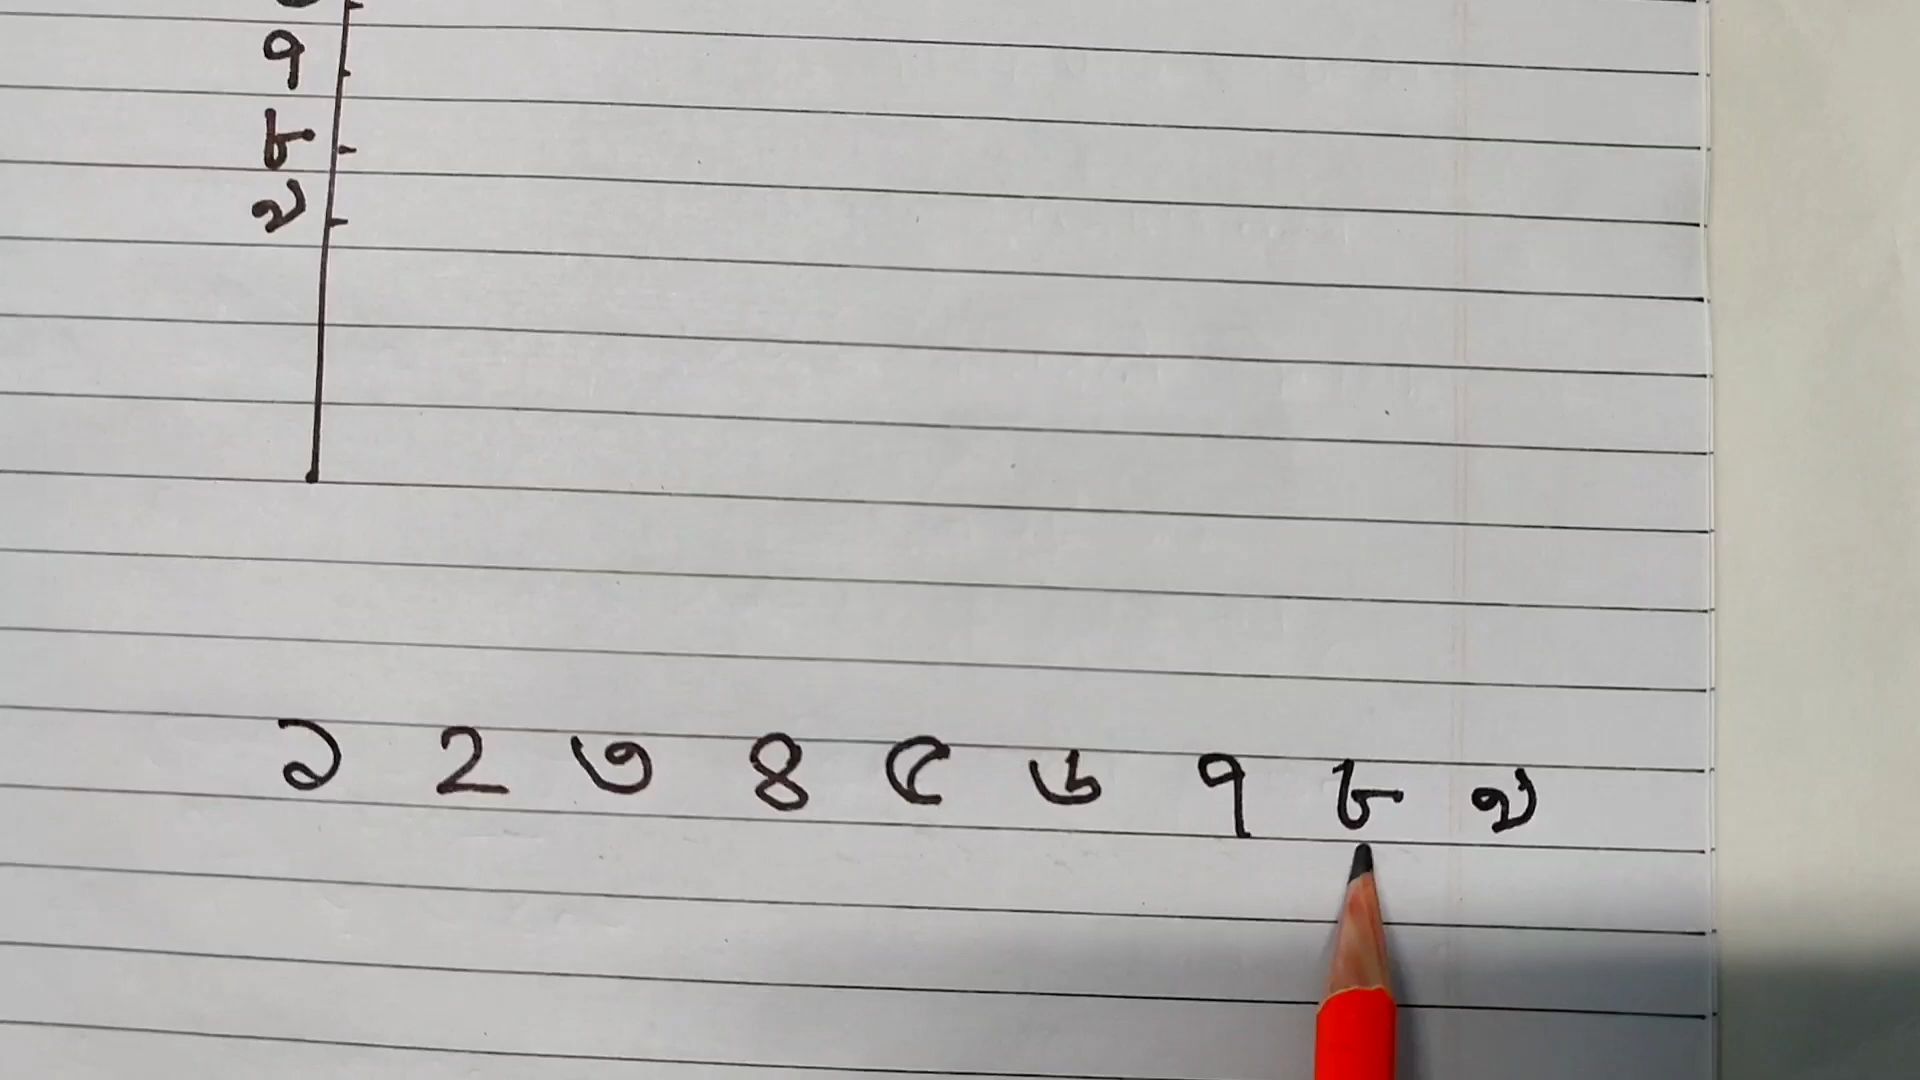 ৭
৮
৯
১ ২ ৩ ৪ ৫ ৬ ৭ ৮ ৯